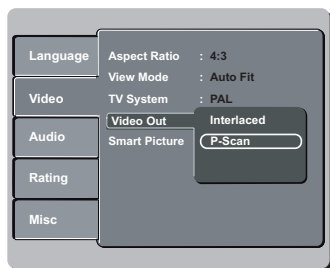 Language
Video
Audio
Rating
Misc
Aspect Ratio : 4:3
View Mode : Auto Fit
TV System : PAL
Video Out
Smart Picture
Interlaced
P-Scan